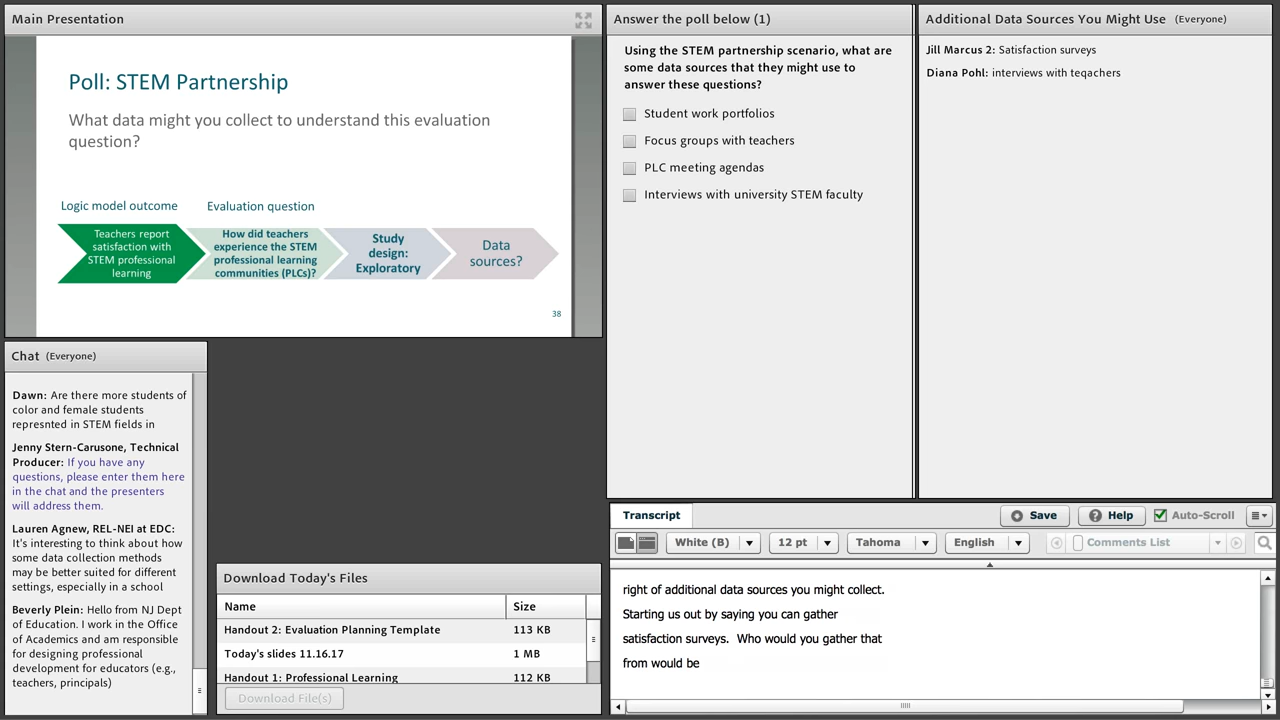 Main Presentation
Poll: STEM Partnership
What data might you collect to understand this evaluation
question?
Logic model outcome
Evaluation question
Teachers report
satisfaction with
STEM professional
learning
How did teachers
experience the STEM
professional learning
communities (PLCs)?
Study
design:
Exploratory
Data
sources?
38
Answer the poll below (1)
Using the STEM partnership scenario, what are
some data sources that they might use to
answer these questions?
Student work portfolios
Focus groups with teachers
PLC meeting agendas
Interviews with university STEM faculty
Additional Data Sources You Might Use (Everyone)
Jill Marcus 2: Satisfaction surveys
Diana Pohl: interviews with teqachers
Chat (Everyone)
Dawn: Are there more students of
color and female students
represnted in STEM fields in
Jenny Stern-Carusone, Technical
Producer: If you have any
questions, please enter them here
in the chat and the presenters
will address them.
Lauren Agnew, REL-NEI at EDC:
It's interesting to think about how
some data collection methods
may be better suited for different
settings, especially in a school
Beverly Plein: Hello from NJ Dept
of Education. I work in the Office
of Academics and am responsible
for designing professional
development for educators (e.g.,
teachers, principals)
Download Today's Files
Name Size
Handout 2: Evaluation Planning Template 113 KB
Today's slides 11.16.17 1 MB
Handout 1: Professional Learning 112 KB
Download File(s)
Transcript
Save
Help
Auto-Scroll
White (B)
12 pt
Tahoma
English
Comments List
right of additional data sources you might collect.
Starting us out by saying you can gather
satisfaction surveys.  Who would you gather that
from would be